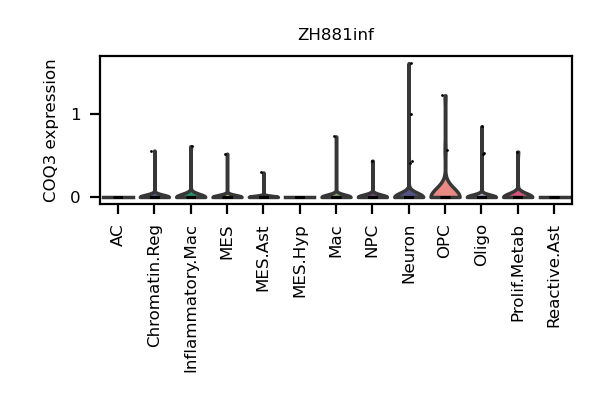 ZH881inf
COQ3 expression
1
0
AC
Chromatin.Reg
Inflammatory.Mac
MES
MES.Ast
MES.Hyp
Mac
NPC
Neuron
OPC
Oligo
Prolif.Metab
Reactive.Ast